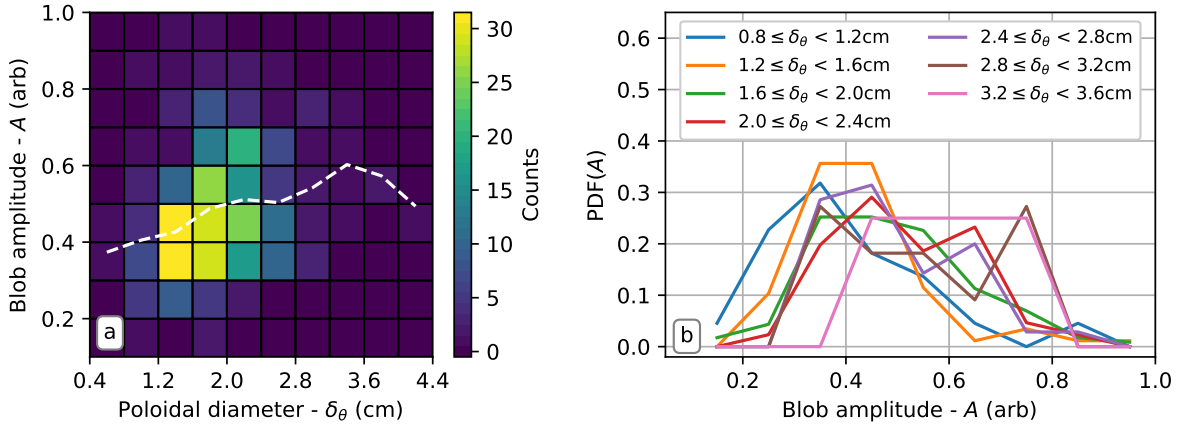 1.0
0.8
0.6
0.4
0.2
Blob amplitude - A (arb)
a
0.4 1.2 2.0 2.8 3.6 4.4
Poloidal diameter - δθ (cm)
30
25
20
15
10
5
0
Counts
0.6
0.5
0.4
0.3
0.2
0.1
0.0
PDF(A)
0.8 ≤ δθ < 1.2cm
1.2 ≤ δθ < 1.6cm
1.6 ≤ δθ < 2.0cm
2.0 ≤ δθ < 2.4cm
2.4 ≤ δθ < 2.8cm
2.8 ≤ δθ < 3.2cm
3.2 ≤ δθ < 3.6cm
b
0.2 0.4 0.6 0.8 1.0
Blob amplitude - A (arb)